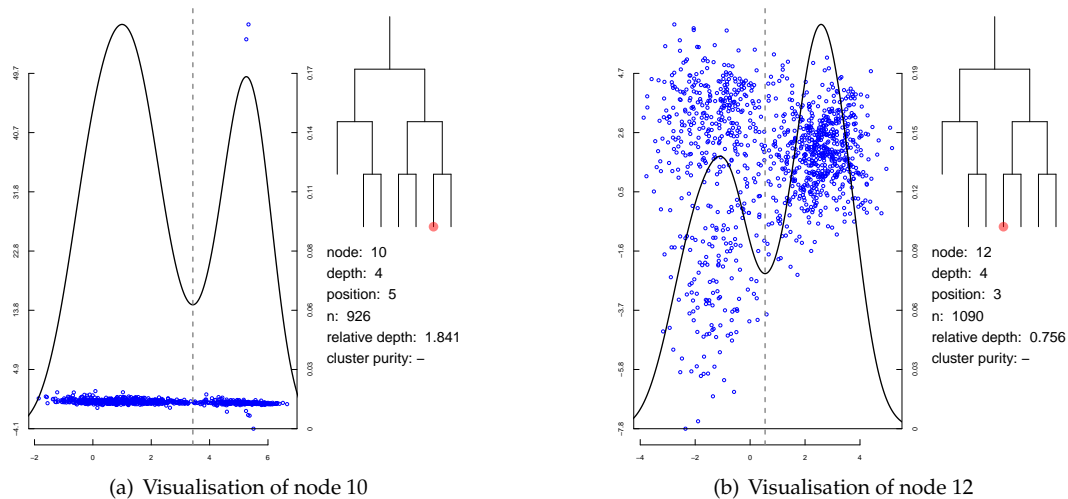 49.7
40.7
31.8
22.8
13.8
4.9
−4.1
−2 0 2 4 6
0.17
0.14
0.11
0.08
0.06
0.03
0
node: 10
depth: 4
position: 5
n: 926
relative depth: 1.841
cluster purity: –
(a) Visualisation of node 10
4.7
2.6
0.5
−1.6
−3.7
−5.8
−7.8
−4 −2 0 2 4
0.19
0.15
0.12
0.09
0.06
0.03
0
node: 12
depth: 4
position: 3
n: 1090
relative depth: 0.756
cluster purity: –
(b) Visualisation of node 12